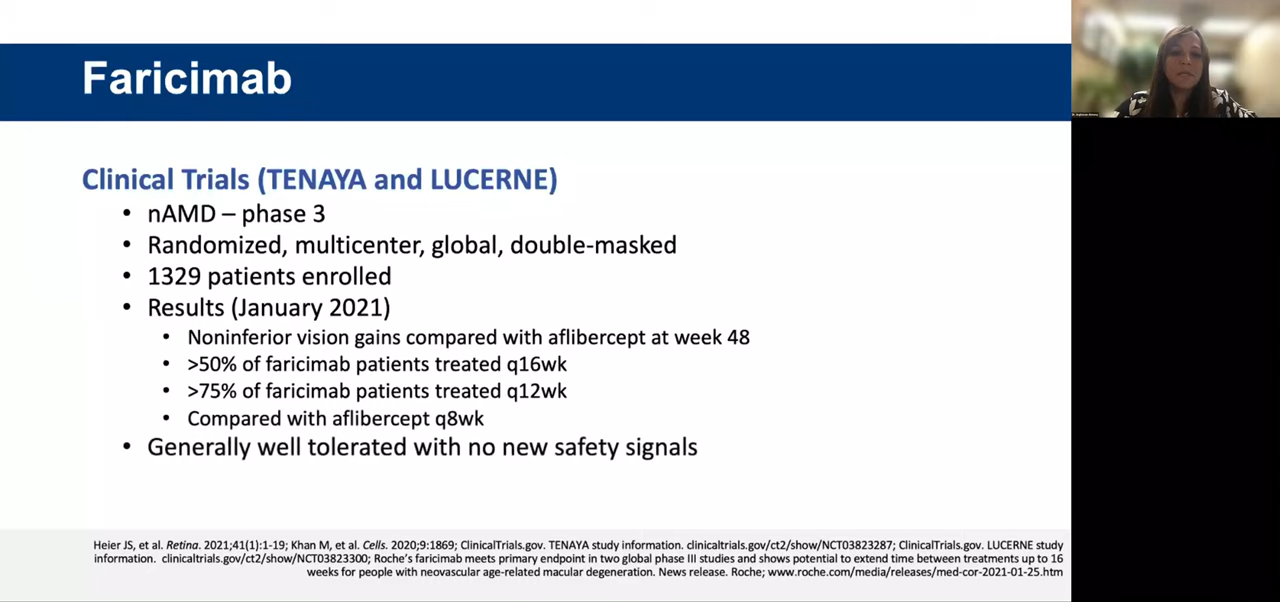 Faricimab
Clinical Trials (TENAYA and LUCERNE)
• nAMD – phase 3
• Randomized, multicenter, global, double-masked
• 1329 patients enrolled
• Results (January 2021)
• Noninferior vision gains compared with aflibercept at week 48
• >50% of faricimab patients treated q16wk
• >75% of faricimab patients treated q12wk
• Compared with aflibercept q8wk
• Generally well tolerated with no new safety signals
Heier JS, et al. Retina. 2021;41(1):1-19; Khan M, et al. Cells. 2020;9:1869; ClinicalTrials.gov. TENAYA study information. clinicaltrials.gov/ct2/show/NCT03823287; ClinicalTrials.gov. LUCERNE study
information. clinicaltrials.gov/ct2/show/NCT03823300; Roche's faricimab meets primary endpoint in two global phase III studies and shows potential to extend time between treatments up to 16
weeks for people with neovascular age-related macular degeneration. News release. Roche; www.roche.com/media/releases/med-cor-2021-01-25.htm